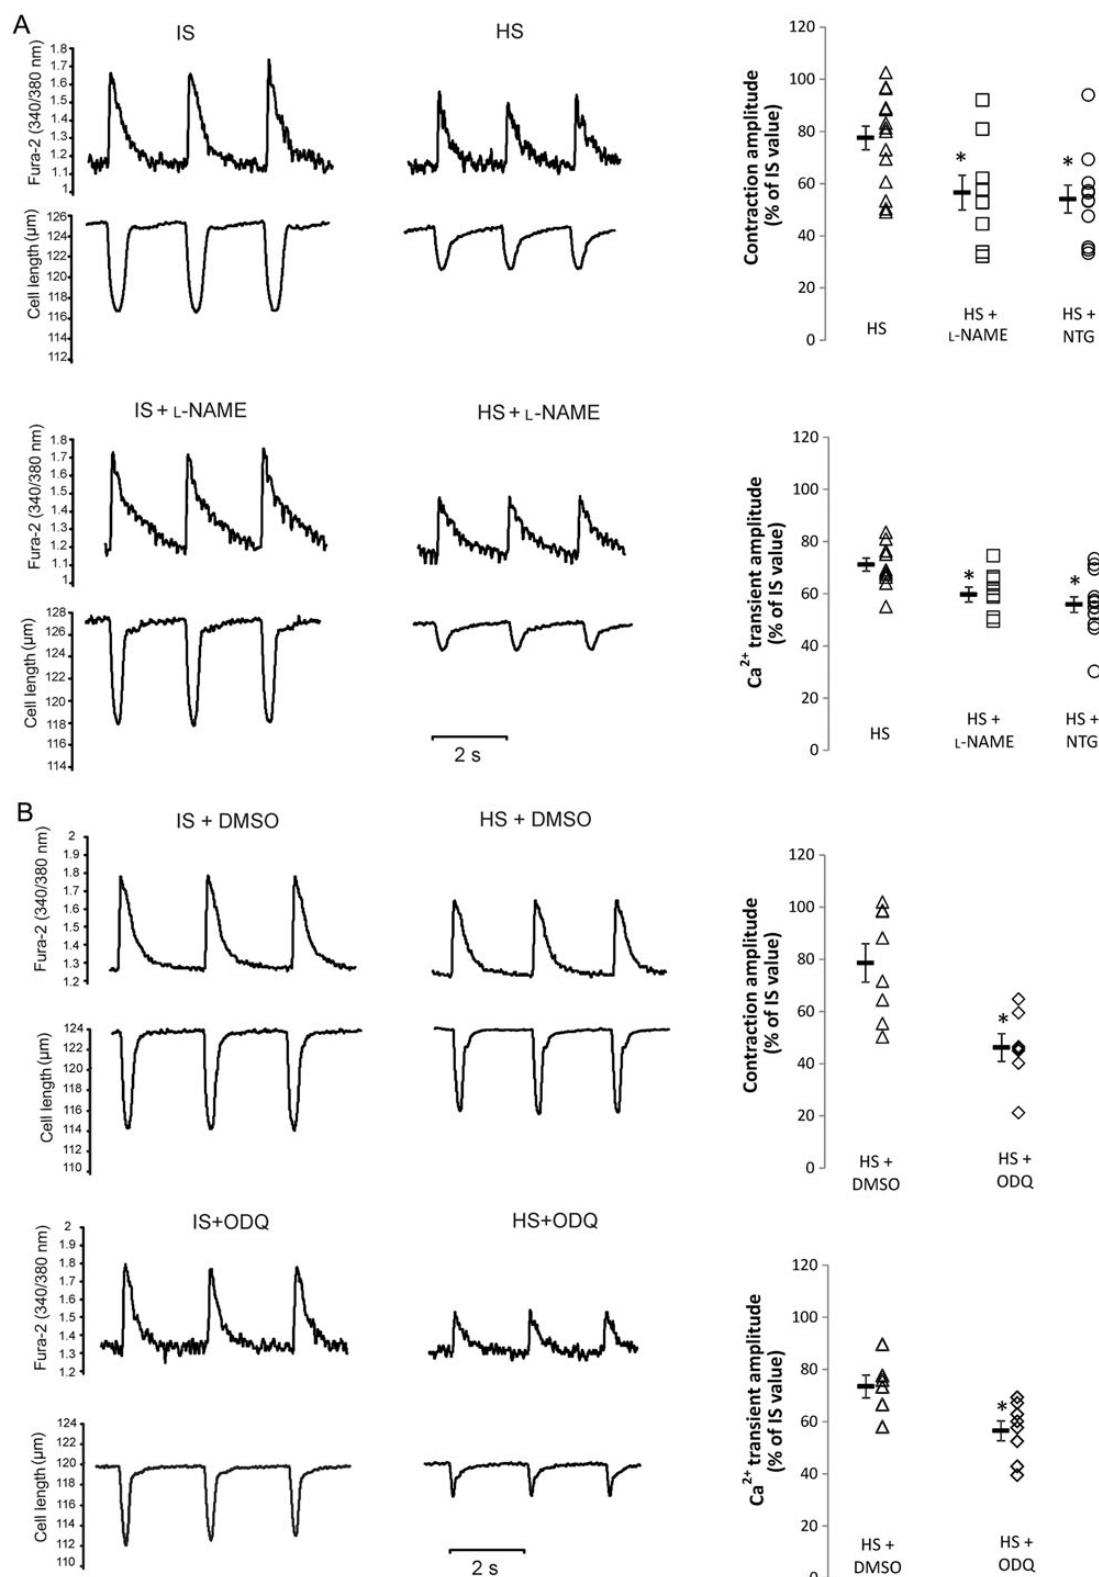 A
IS
HS
Fura-2 (340/380 nm)
1.8
1.7
1.6
1.5
1.4
1.3
1.2
1.1
1
Cell length (µm)
126
124
122
120
118
116
114
112
Contraction amplitude
(% of IS value)
120
100
80
60
40
20
0
*
*
HS
HS +
L-NAME
HS +
NTG
IS + L-NAME
HS + L-NAME
Fura-2 (340/380 nm)
1.8
1.7
1.6
1.5
1.4
1.3
1.2
1.1
1
Cell length (µm)
128
126
124
122
120
118
116
114
2 s
Ca2+ transient amplitude
(% of IS value)
120
100
80
60
40
20
0
*
*
HS
HS +
L-NAME
HS +
NTG
B
IS + DMSO
HS + DMSO
Fura-2 (340/380 nm)
2
1.9
1.8
1.7
1.6
1.5
1.4
1.3
1.2
Cell length (µm)
124
122
120
118
116
114
112
110
Contraction amplitude
(% of IS value)
120
100
80
60
40
20
0
*
HS +
DMSO
HS +
ODQ
IS+ODQ
HS+ODQ
Fura-2 (340/380 nm)
2
1.9
1.8
1.7
1.6
1.5
1.4
1.3
1.2
Cell length (µm)
124
122
120
118
116
114
112
110
2 s
Ca2+ transient amplitude
(% of IS value)
120
100
80
60
40
20
*
HS +
DMSO
HS +
ODQ